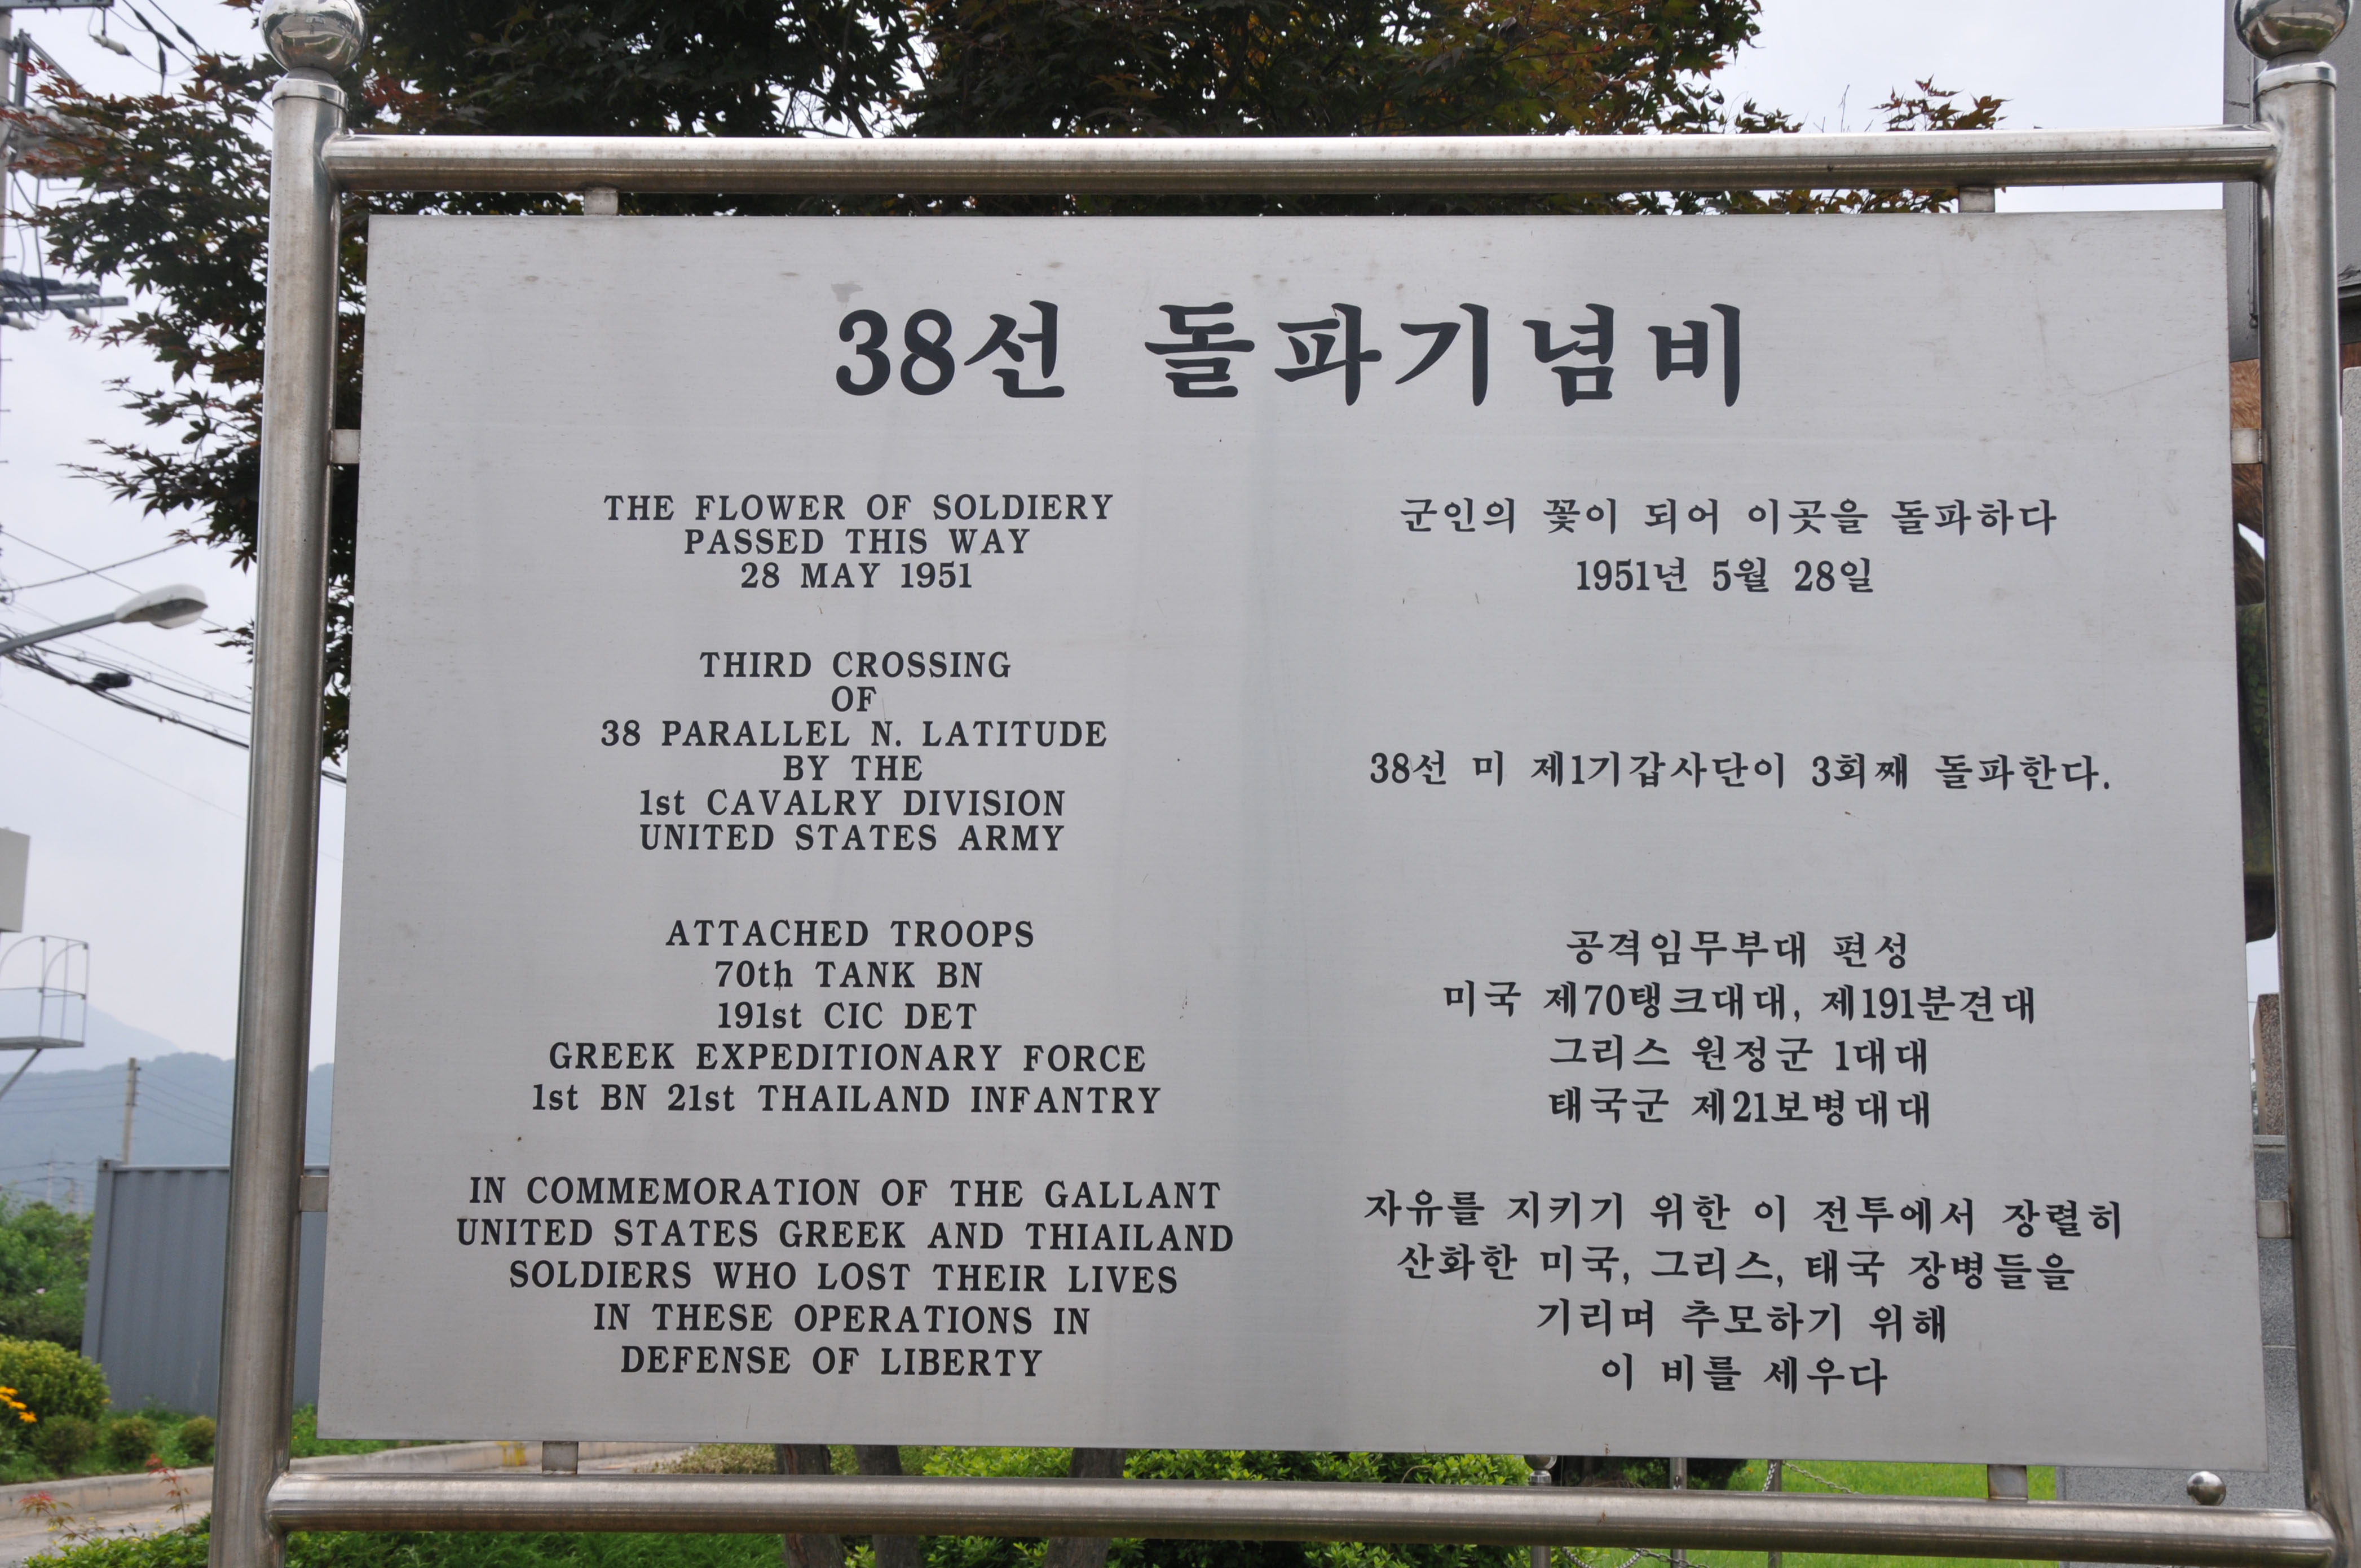 38선 돌파기념비
THE FLOWER OF SOLDIERY
PASSED THIS WAY
28 MAY 1951
THIRD CROSSING
OF
38 PARALLEL N. LATITUDE
BY THE
1st CAVALRY DIVISION
UNITED STATES ARMY
ATTACHED TROOPS
70th TANK BN
191st CIC DET
GREEK EXPEDITIONARY FORCE
1st BN 21st THAILAND INFANTRY
IN COMMEMORATION OF THE GALLANT
UNITED STATES GREEK AND THIAILAND
SOLDIERS WHO LOST THEIR LIVES
IN THESE OPERATIONS IN
DEFENSE OF LIBERTY
군인의 꽃이 되어 이곳을 돌파하다
1951년 5월 28일
38선 미 제1기갑사단이 3회째 돌파한다.
공격임무부대 편성
미국 제70탱크대대, 제191분견대
그리스 원정군 1대대
태국군 제21보병대대
자유를 지키기 위한 이 전투에서 장렬히
산화한 미국, 그리스, 태국 장병들을
기리며 추모하기 위해
이 비를 세우다